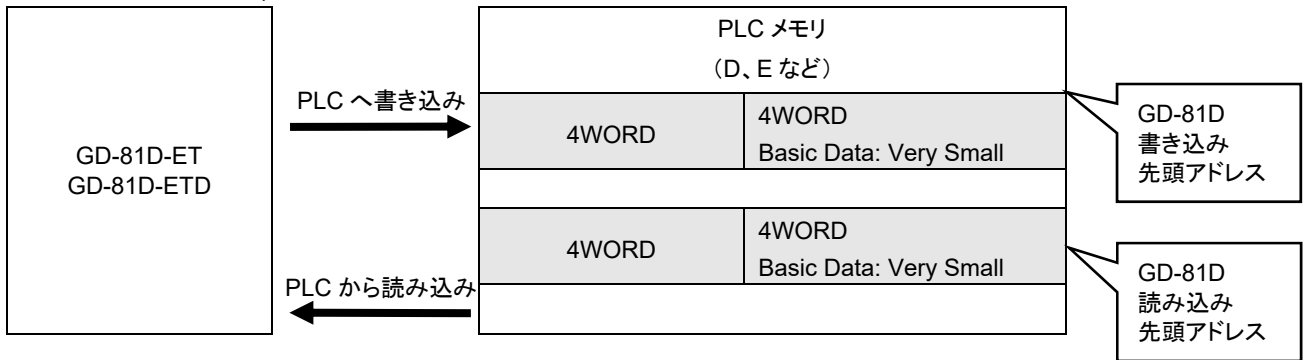 GD-81D-ET
GD-81D-ETD
PLC へ書き込み
PLC から読み込み
PLC メモリ
（D、E など）
4WORD
4WORD
Basic Data: Very Small
4WORD
4WORD
Basic Data: Very Small
GD-81D
書き込み
先頭アドレス
GD-81D
読み込み
先頭アドレス